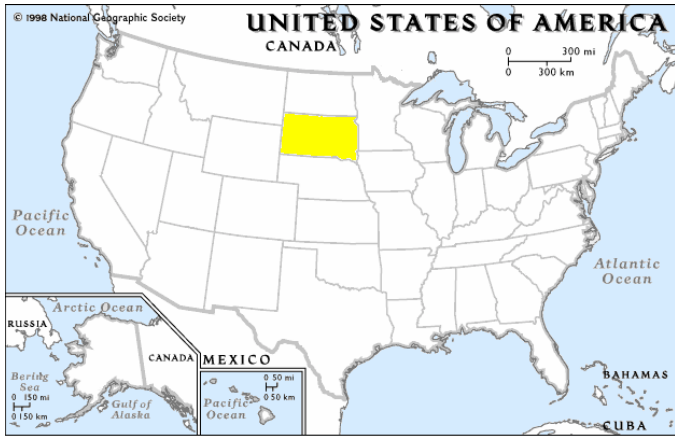 © 1998 National Geographic Society
UNITED STATES OF AMERICA
CANADA
0 300 mi
0 300 km
Pacific
Ocean
Atlantic
Ocean
Arctic Ocean
RUSSIA
CANADA
MEXICO
Bering
Sea
0 150 mi
0 150 km
Gulf of
Alaska
0 50 mi
0 50 km
Pacific
Ocean
BAHAMAS
CUBA